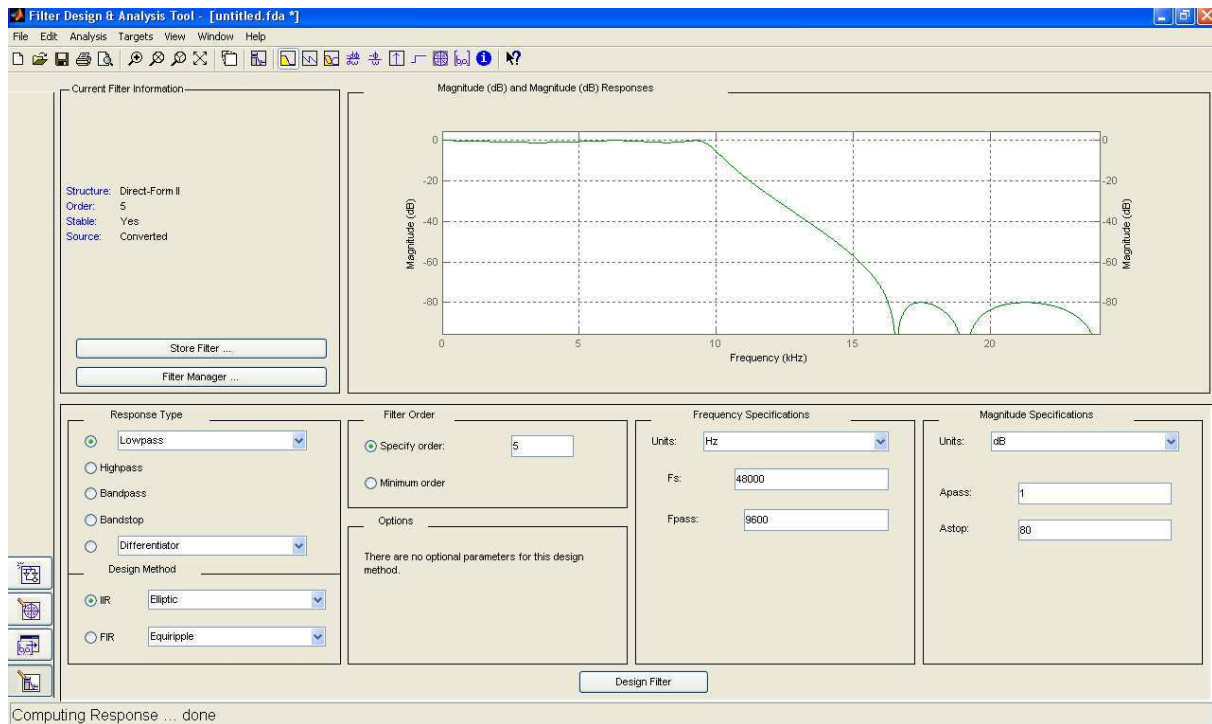 Filter Design & Analysis Tool - [untitled.fda *]
File Edit Analysis Targets View Window Help
Current Filter Information
Structure: Direct-Form II
Order: 5
Stable: Yes
Source: Converted
Store Filter ...
Filter Manager ...
Magnitude (dB) and Magnitude (dB) Responses
Magnitude (dB)
0
-20
-40
-60
-80
0
-20
-40
-60
-80
Magnitude (dB)
0 5 10 15 20
Frequency (kHz)
Response Type
Lowpass
Highpass
Bandpass
Bandstop
Differentiator
Design Method
IIR Elliptic
FIR Equiripple
Filter Order
Specify order: 5
Minimum order
Options
There are no optional parameters for this design
method.
Frequency Specifications
Units: Hz
Fs: 48000
Fpass: 9600
Magnitude Specifications
Units: dB
Apass: 1
Astop: 80
Design Filter
Computing Response ... done